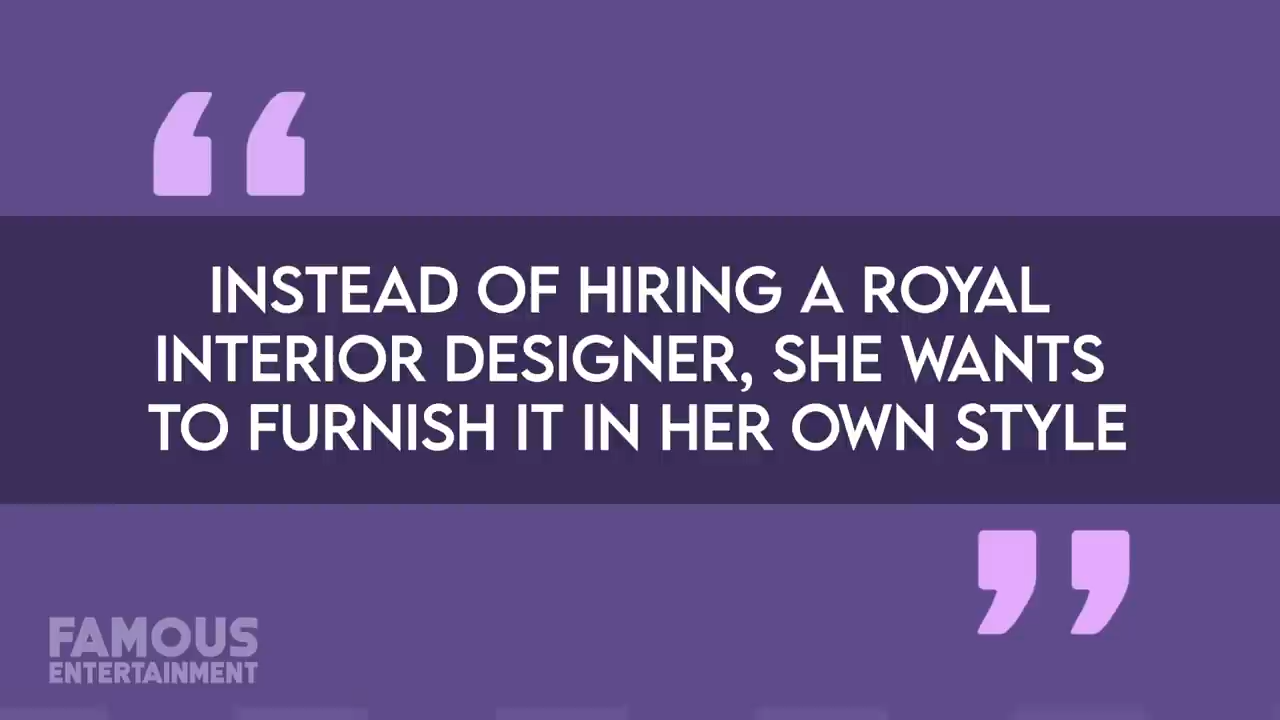 INSTEAD OF HIRING A ROYAL
INTERIOR DESIGNER, SHE WANTS
TO FURNISH IT IN HER OWN STYLE
FAMOUS
ENTERTAINMENT